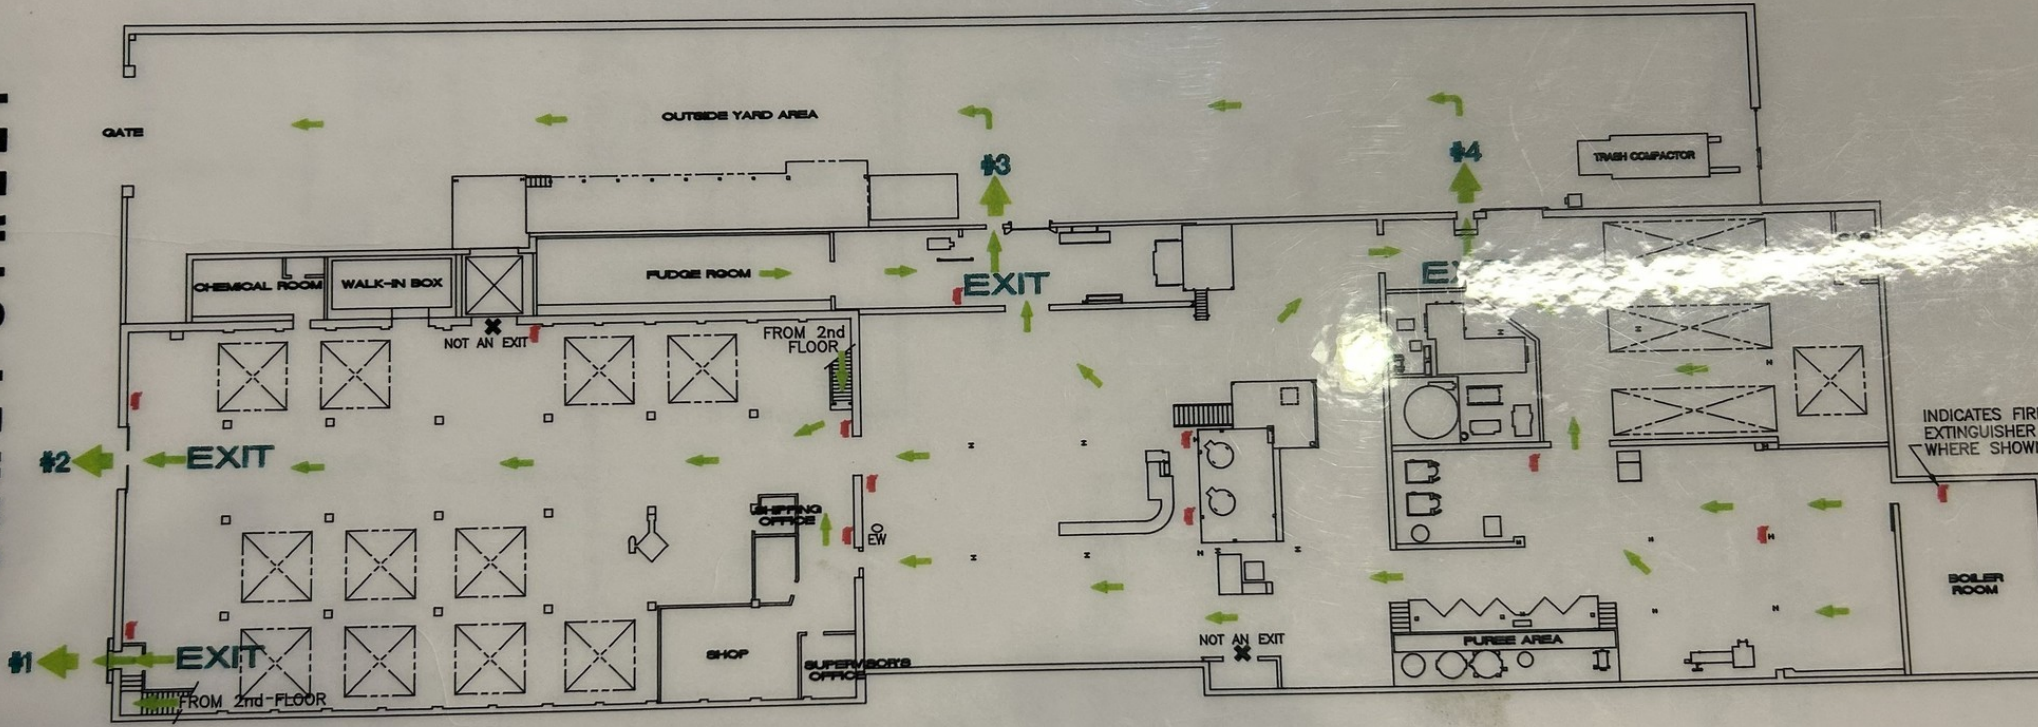 OUTSIDE YARD AREA
GATE
#3
#4
TRASH COMPACTOR
CHEMICAL ROOM
WALK-IN BOX
FUDGE ROOM
EXIT
NOT AN EXIT
FROM 2nd
FLOOR
INDICATES
EXTINGUISHER
WHERE
#2
EXIT
SHIPPING
OFFICE
EW
BOILER
ROOM
NOT AN EXIT
PUREE AREA
#1
EXIT
SHOP
SUPERVISOR'S
OFFICE
FROM 2nd FLOOR